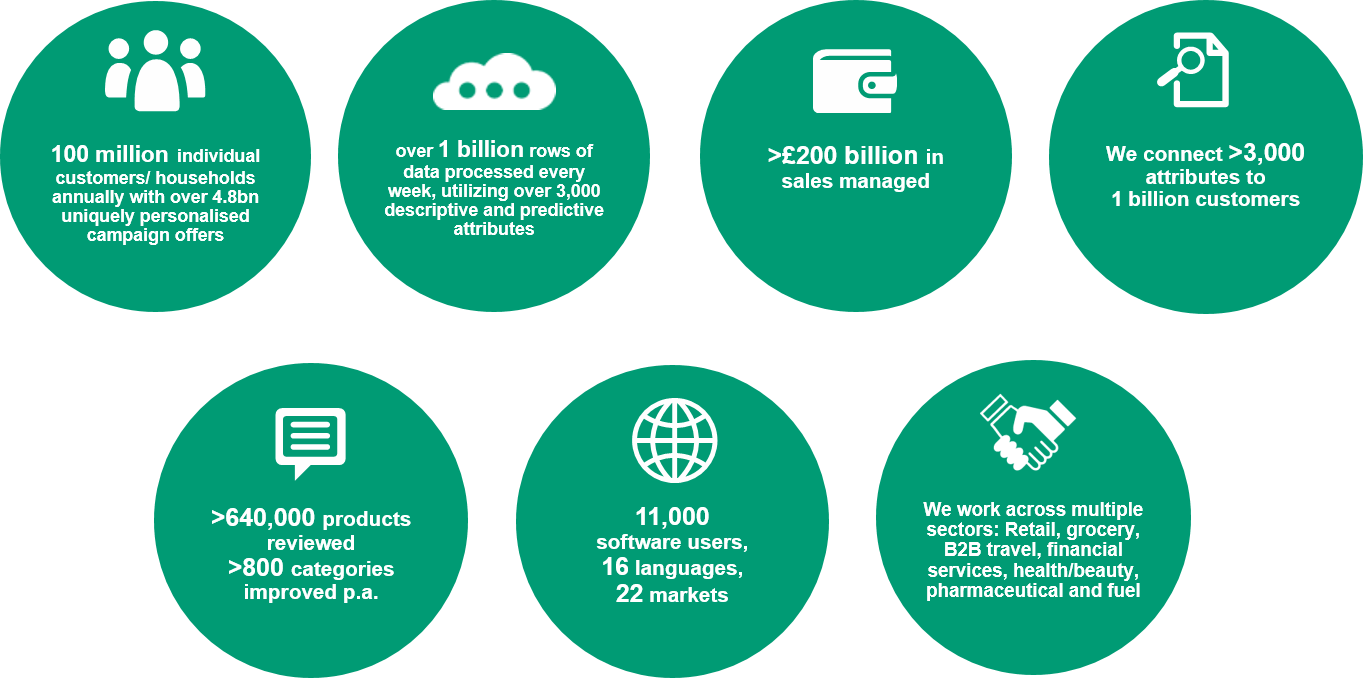 100 million individual
customers/ households
annually with over 4.8bn
uniquely personalised
campaign offers
over 1 billion rows of
data processed every
week, utilizing over 3,000
descriptive and predictive
attributes
>£200 billion in
sales managed
We connect >3,000
attributes to
1 billion customers
>640,000 products
reviewed
>800 categories
improved p.a.
11,000
software users,
16 languages,
22 markets
We work across multiple
sectors: Retail, grocery,
B2B travel, financial
services, health/beauty,
pharmaceutical and fuel